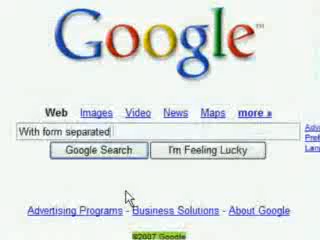 Google™
Web Images Video News Maps more »
With form separated
Google Search I'm Feeling Lucky
Advertising Programs - Business Solutions - About Google
©2007 Google